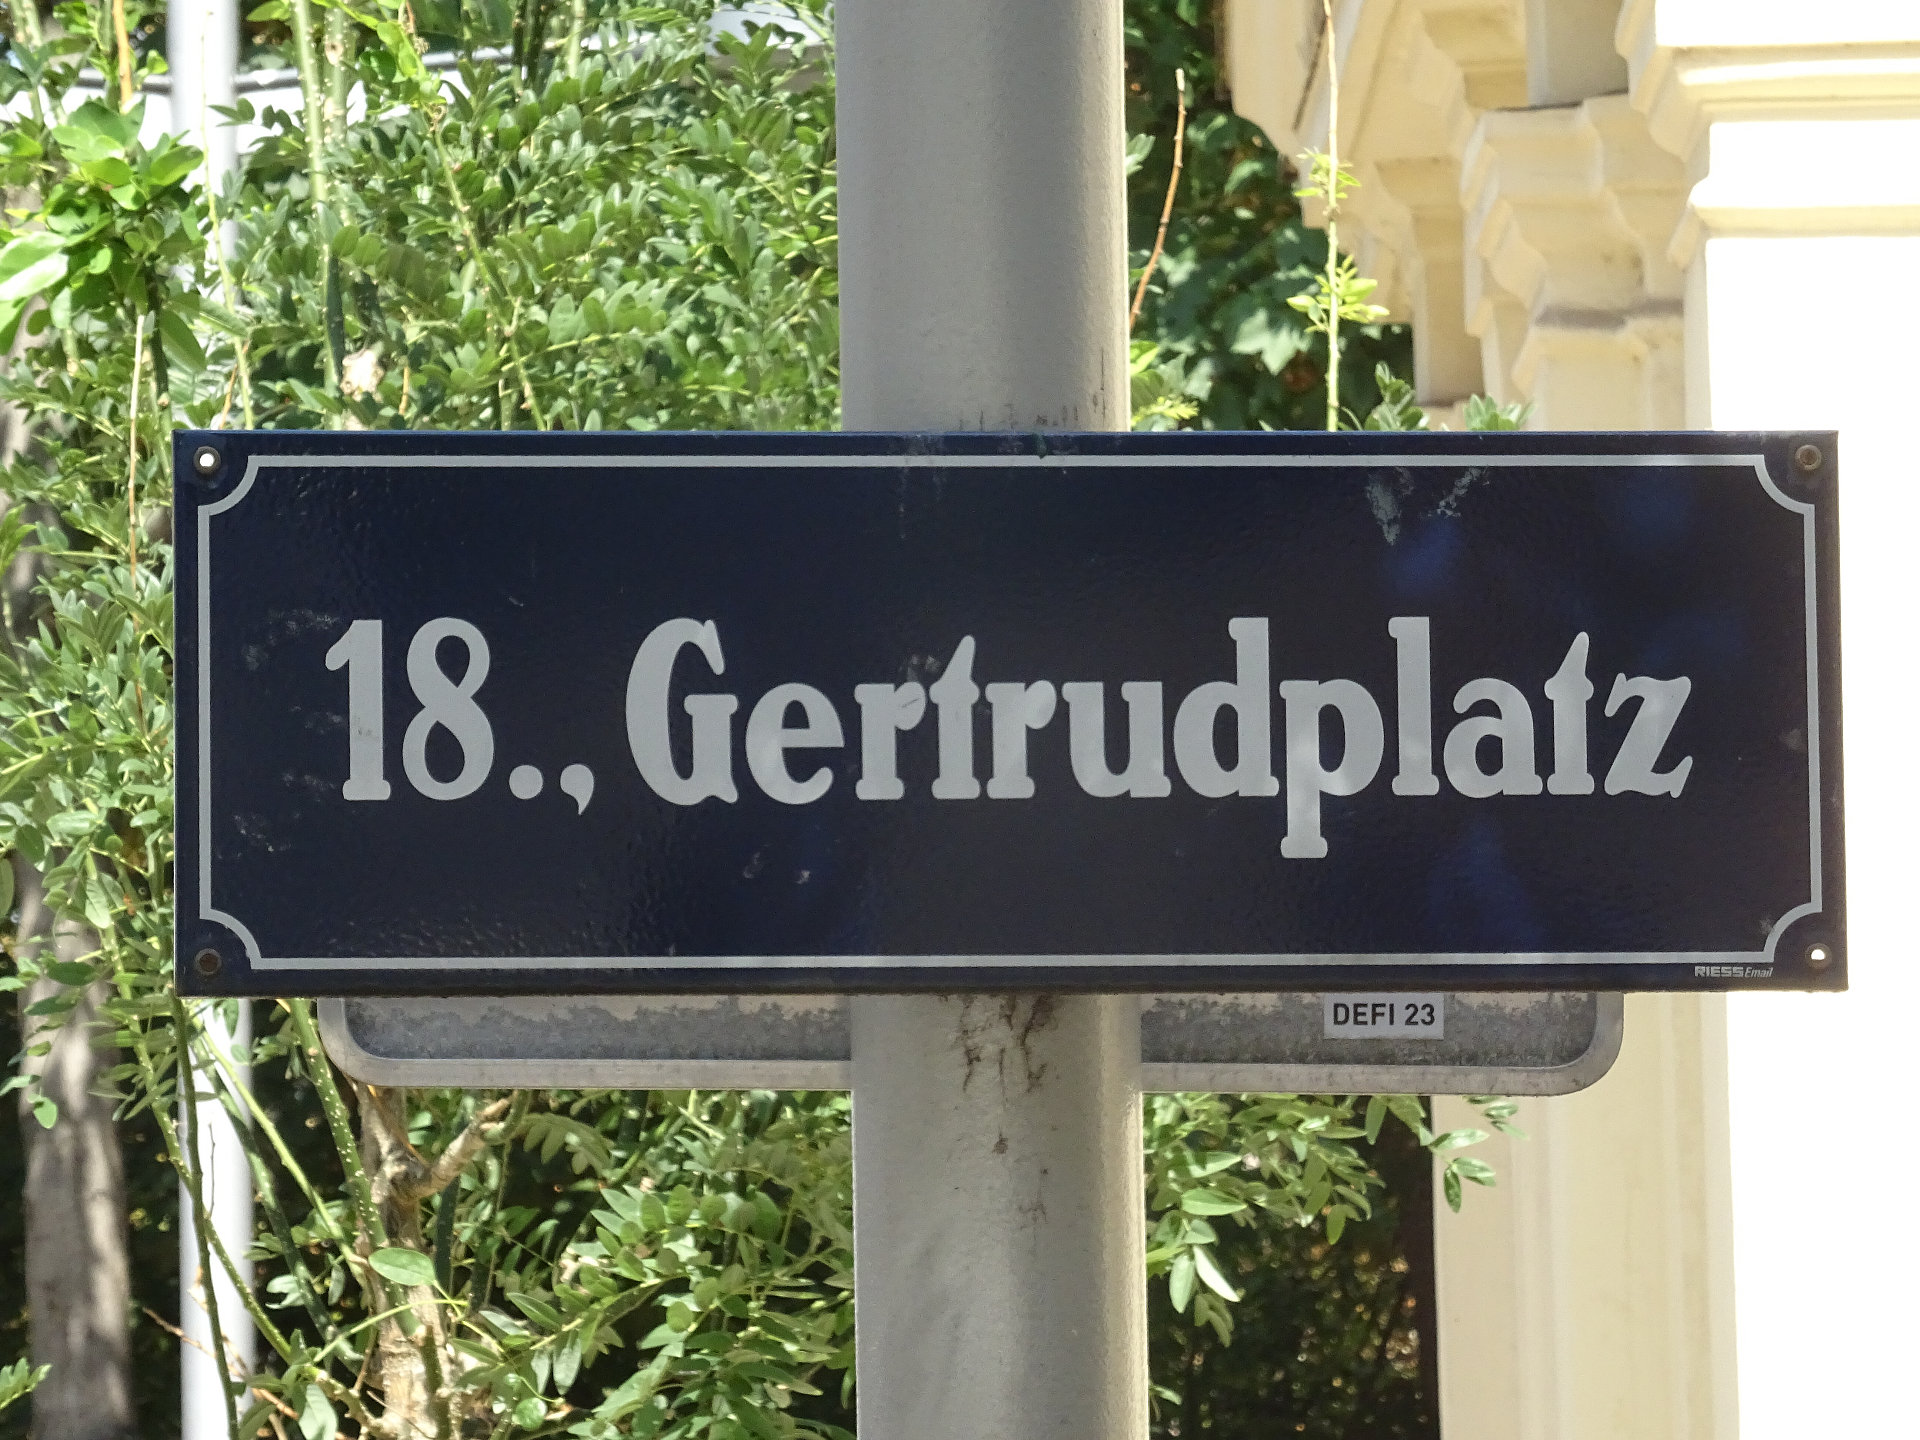 18., Gertrudplatz
RIESS Email
DEFI 23